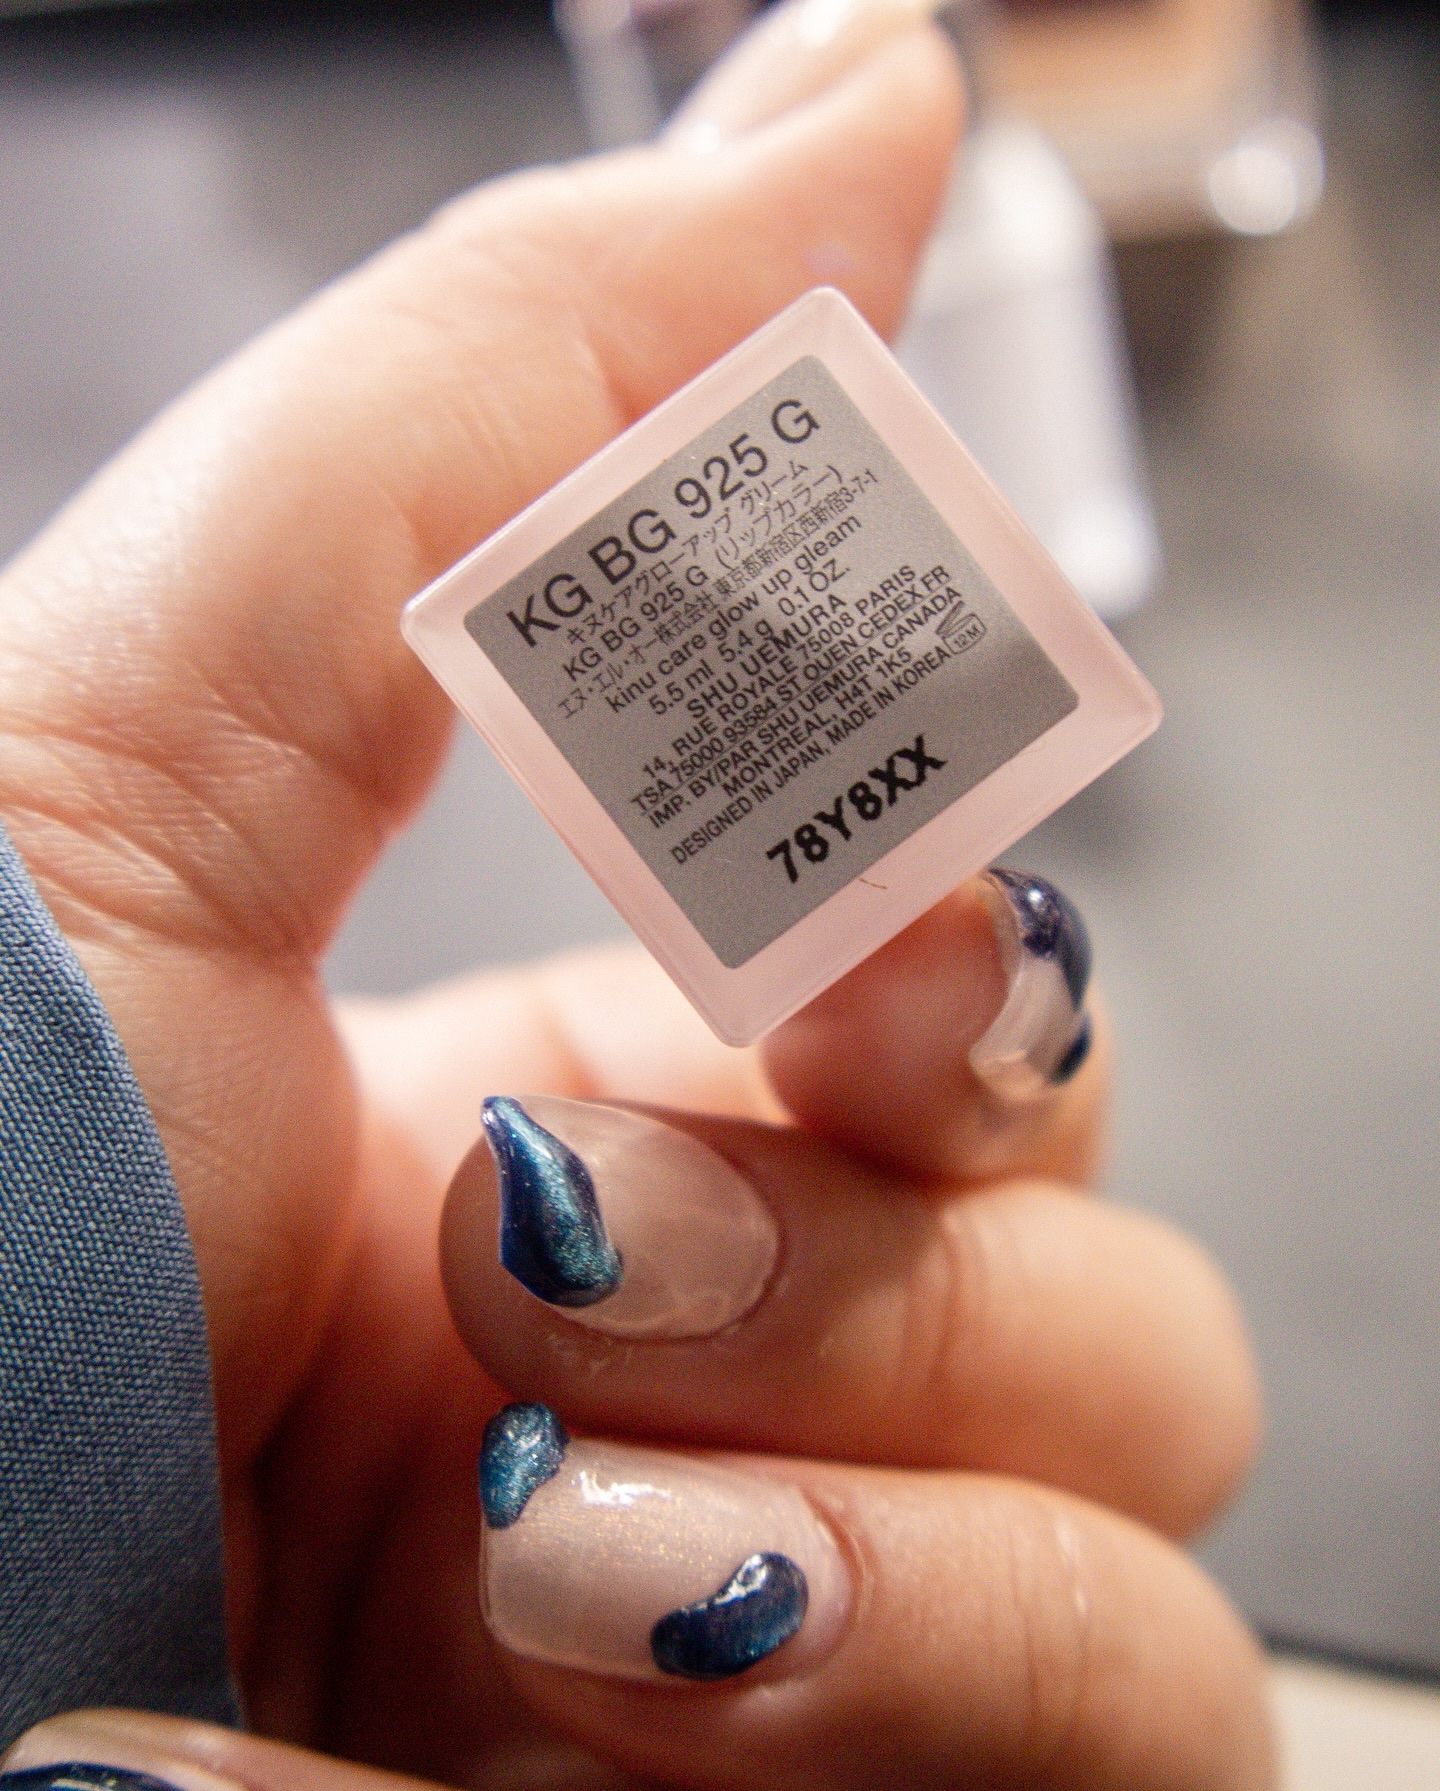 KG BG 925 G
キヌケアグローアップ グリーム
KG BG 925 G (リップカラー)
エヌ・エル・オー株式会社 東京都新宿区西新宿3-7-1
kinu care glow up gleam
5.5 ml 5.4 g 0.1 OZ.
SHU UEMURA
14, RUE ROYALE 75008 PARIS
TSA 75000 93584 ST OUEN CEDEX FR
IMP. BY/PAR SHU UEMURA CANADA
MONTREAL, H4T 1K5
DESIGNED IN JAPAN, MADE IN KOREA
12 M
78Y8XX